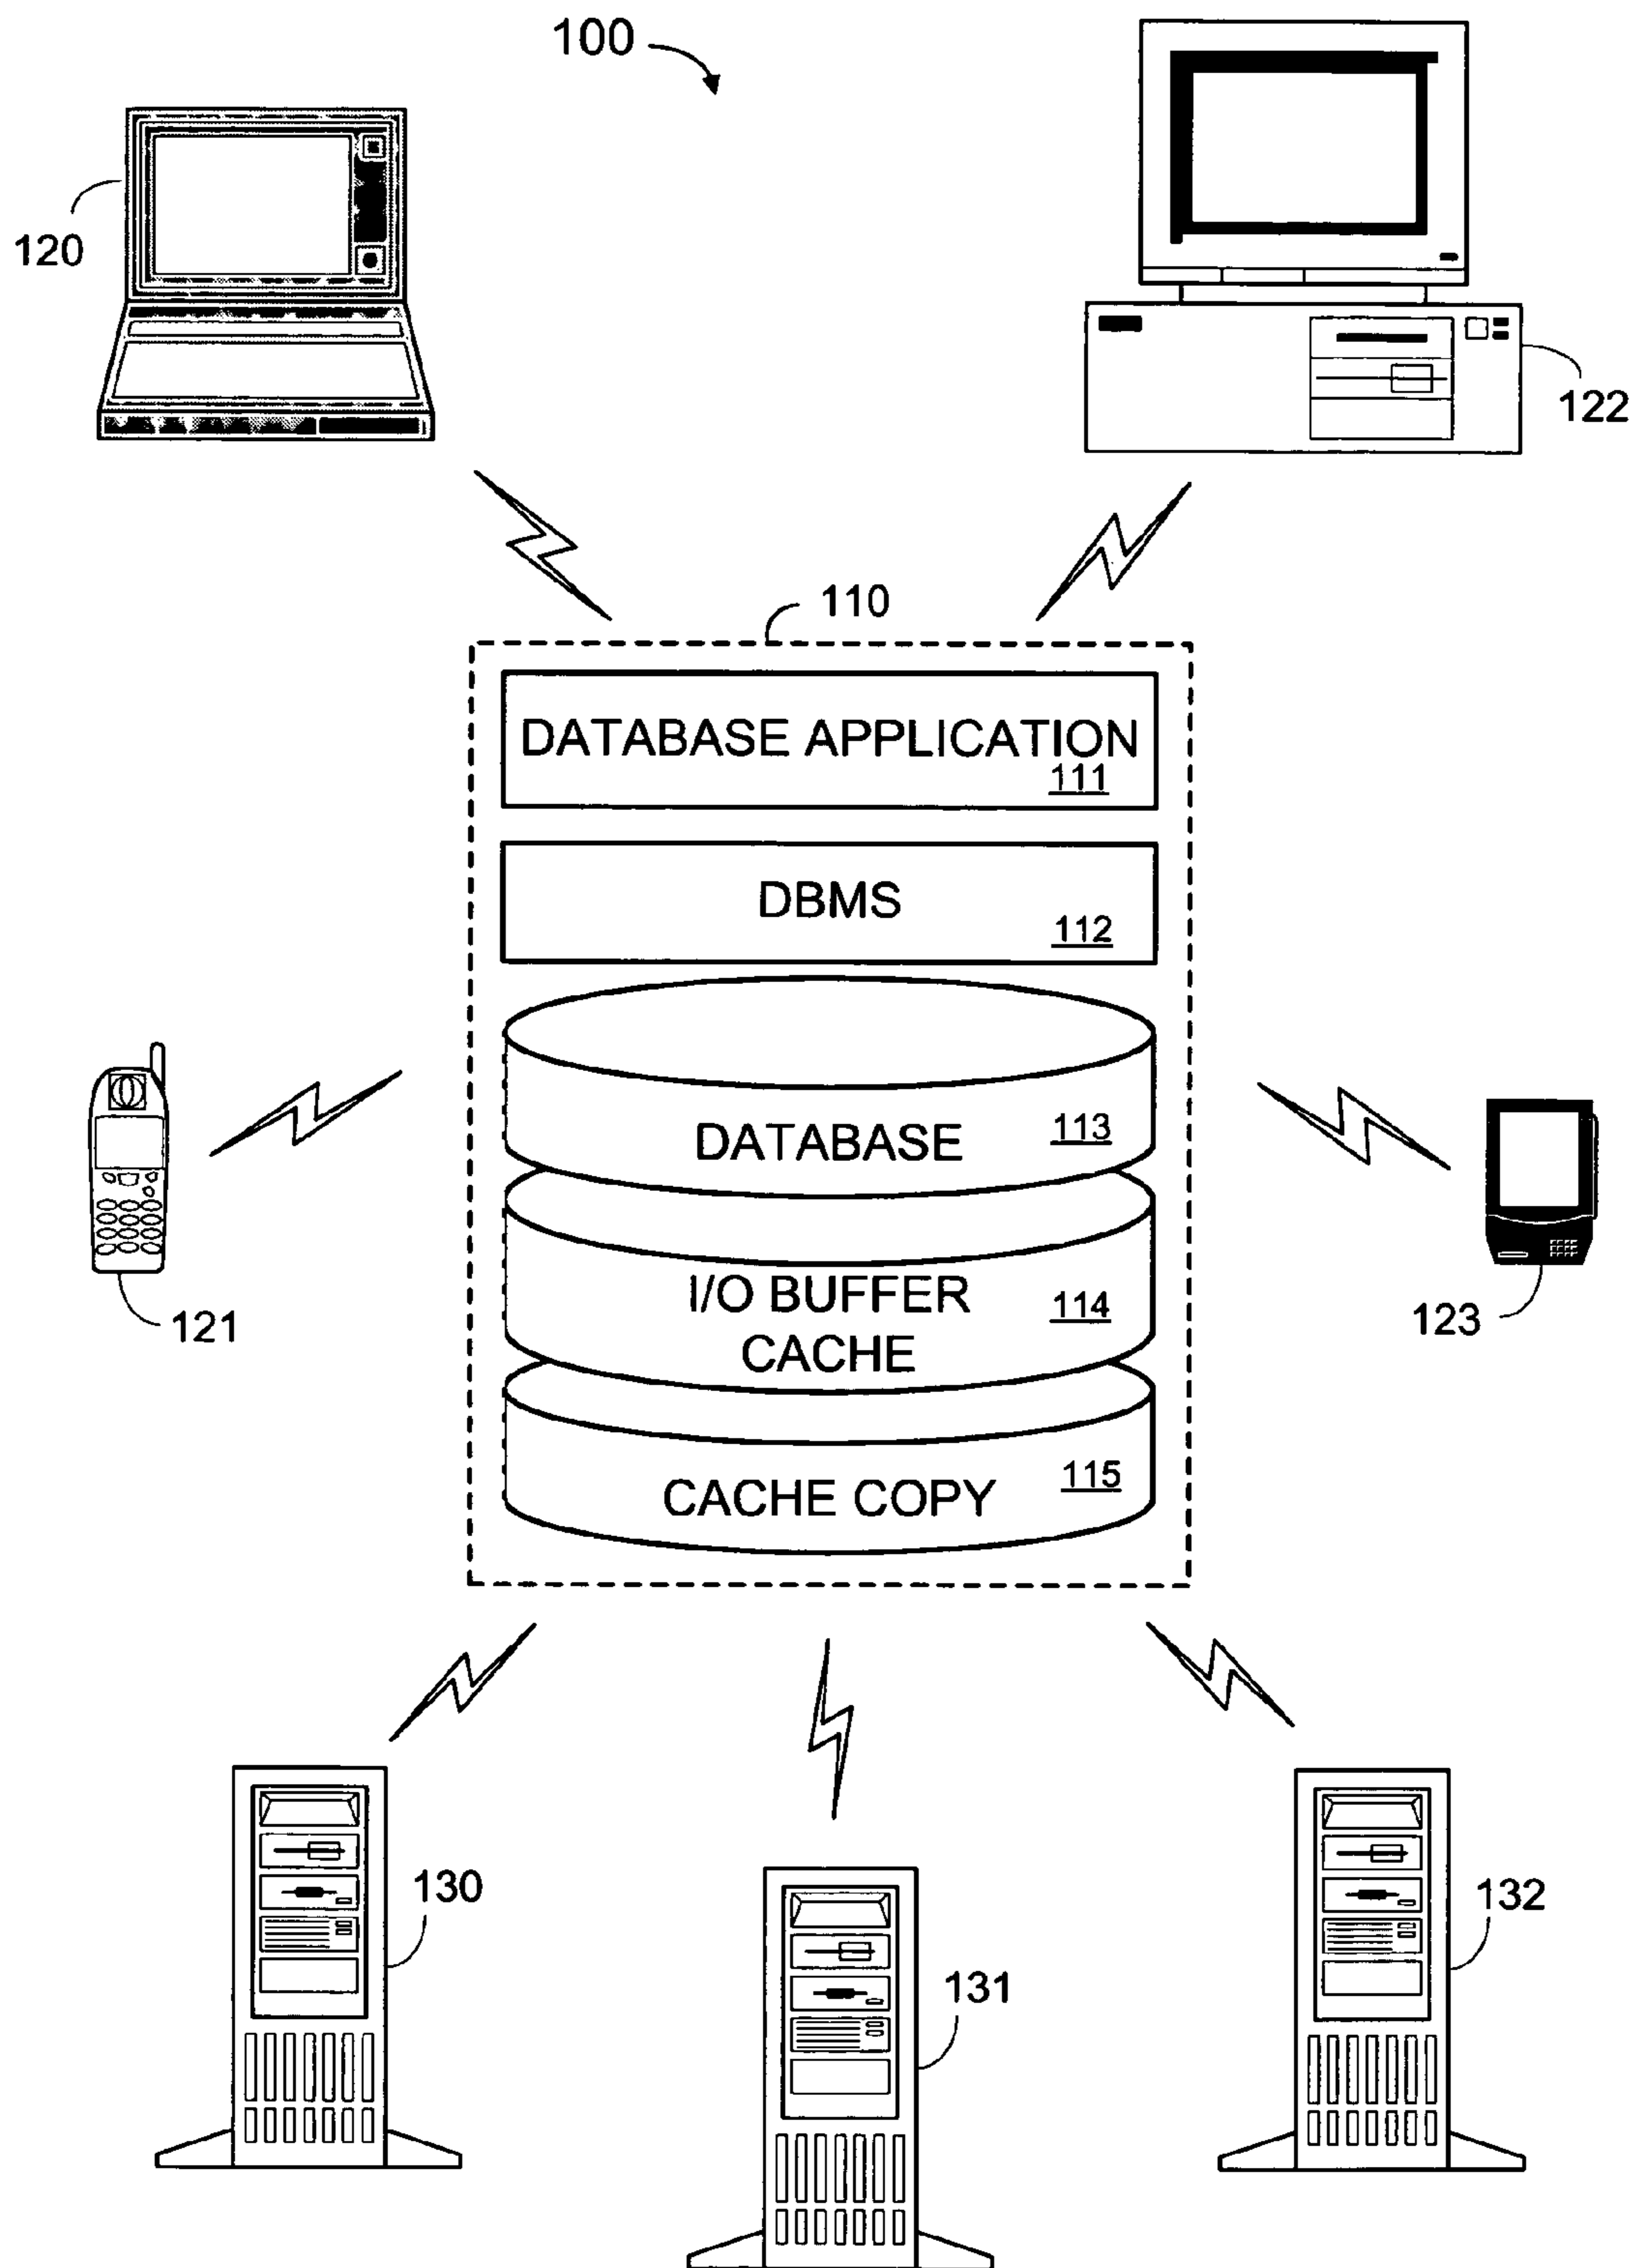 100
120
122
110
DATABASE APPLICATION
111
DBMS
112
113
DATABASE
I/O BUFFER
114
CACHE
115
CACHE COPY
121
123
130
132
131